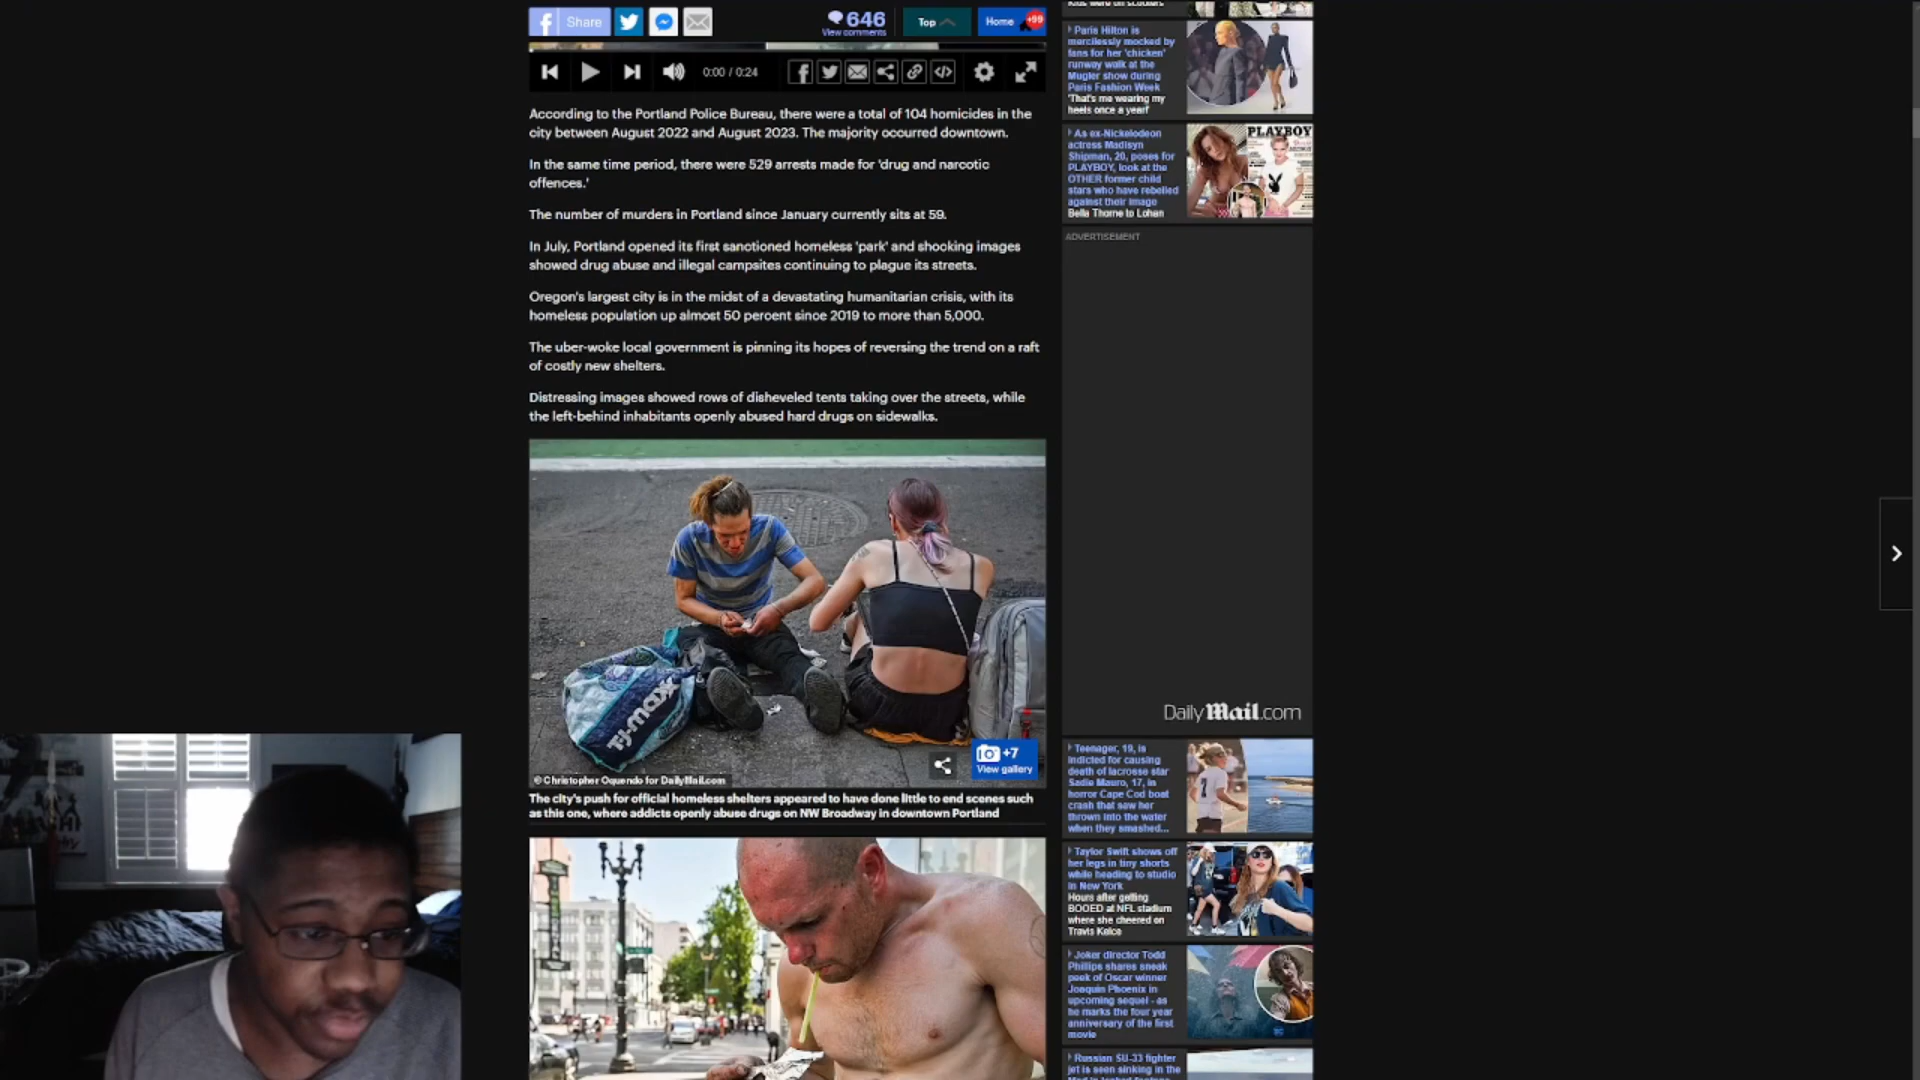 Share
646
View comments
Top
Home
+99
0:00 / 0:24
According to the Portland Police Bureau, there were a total of 104 homicides in the
city between August 2022 and August 2023. The majority occurred downtown.
In the same time period, there were 529 arrests made for 'drug and narcotic
offences.'
The number of murders in Portland since January currently sits at 59.
In July, Portland opened its first sanctioned homeless 'park' and shocking images
showed drug abuse and illegal campsites continuing to plague its streets.
Oregon's largest city is in the midst of a devastating humanitarian crisis, with its
homeless population up almost 50 percent since 2019 to more than 5,000.
The uber-woke local government is pinning its hopes of reversing the trend on a raft
of costly new shelters.
Distressing images showed rows of disheveled tents taking over the streets, while
the left-behind inhabitants openly abused hard drugs on sidewalks.
TJ-maxx
+7
View gallery
© Christopher Oquendo for DailyMail.com
The city's push for official homeless shelters appeared to have done little to end scenes such
as this one, where addicts openly abuse drugs on NW Broadway in downtown Portland
Paris Hilton is
mercilessly mocked by
fans for her 'chicken'
runway walk at the
Mugler show during
Paris Fashion Week
'That's me wearing my
heels once a year!'
As ex-Nickelodeon
actress Madisyn
Shipman, 20, poses for
PLAYBOY, look at the
OTHER former child
stars who have rebelled
against their image
Bella Thorne to Lohan
PLAYBOY
ADVERTISEMENT
DailyMail.com
Teenager, 19, is
indicted for causing
death of lacrosse star
Sadie Mauro, 17, in
horror Cape Cod boat
crash that saw her
thrown into the water
when they smashed...
Taylor Swift shows off
her legs in tiny shorts
while heading to studio
in New York
Hours after getting
BOOED at NFL stadium
where she cheered on
Travis Kelce
Joker director Todd
Phillips shares sneak
peek of Oscar winner
Joaquin Phoenix in
upcoming sequel - as
he marks the four year
anniversary of the first
movie
Russian SU-33 fighter
jet is seen sinking in the